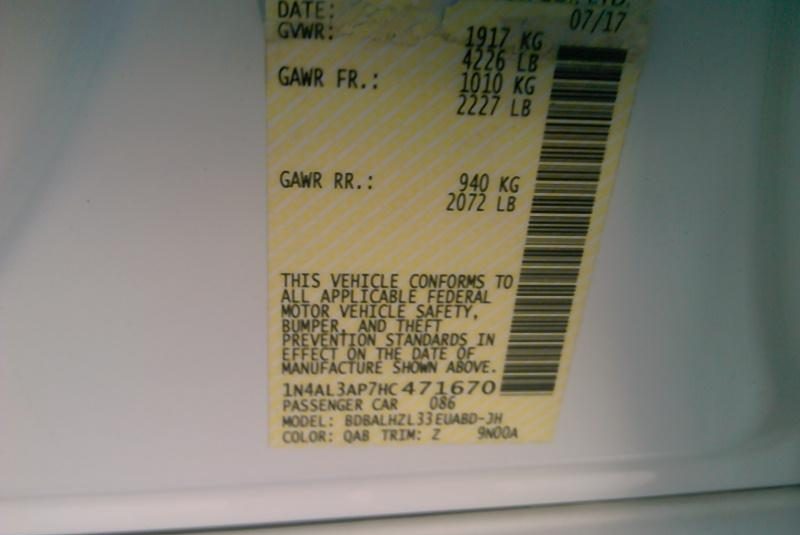 DATE: 07/17
GVWR: 1917 KG
4226 LB
GAWR FR.: 1010 KG
2227 LB
GAWR RR.: 940 KG
2072 LB
THIS VEHICLE CONFORMS TO
ALL APPLICABLE FEDERAL
MOTOR VEHICLE SAFETY,
BUMPER, AND THEFT
PREVENTION STANDARDS IN
EFFECT ON THE DATE OF
MANUFACTURE SHOWN ABOVE.
1N4AL3AP7HC471670
PASSENGER CAR 086
MODEL: BDBALHZL33EUABD-JH
COLOR: QAB TRIM: Z 9N00A